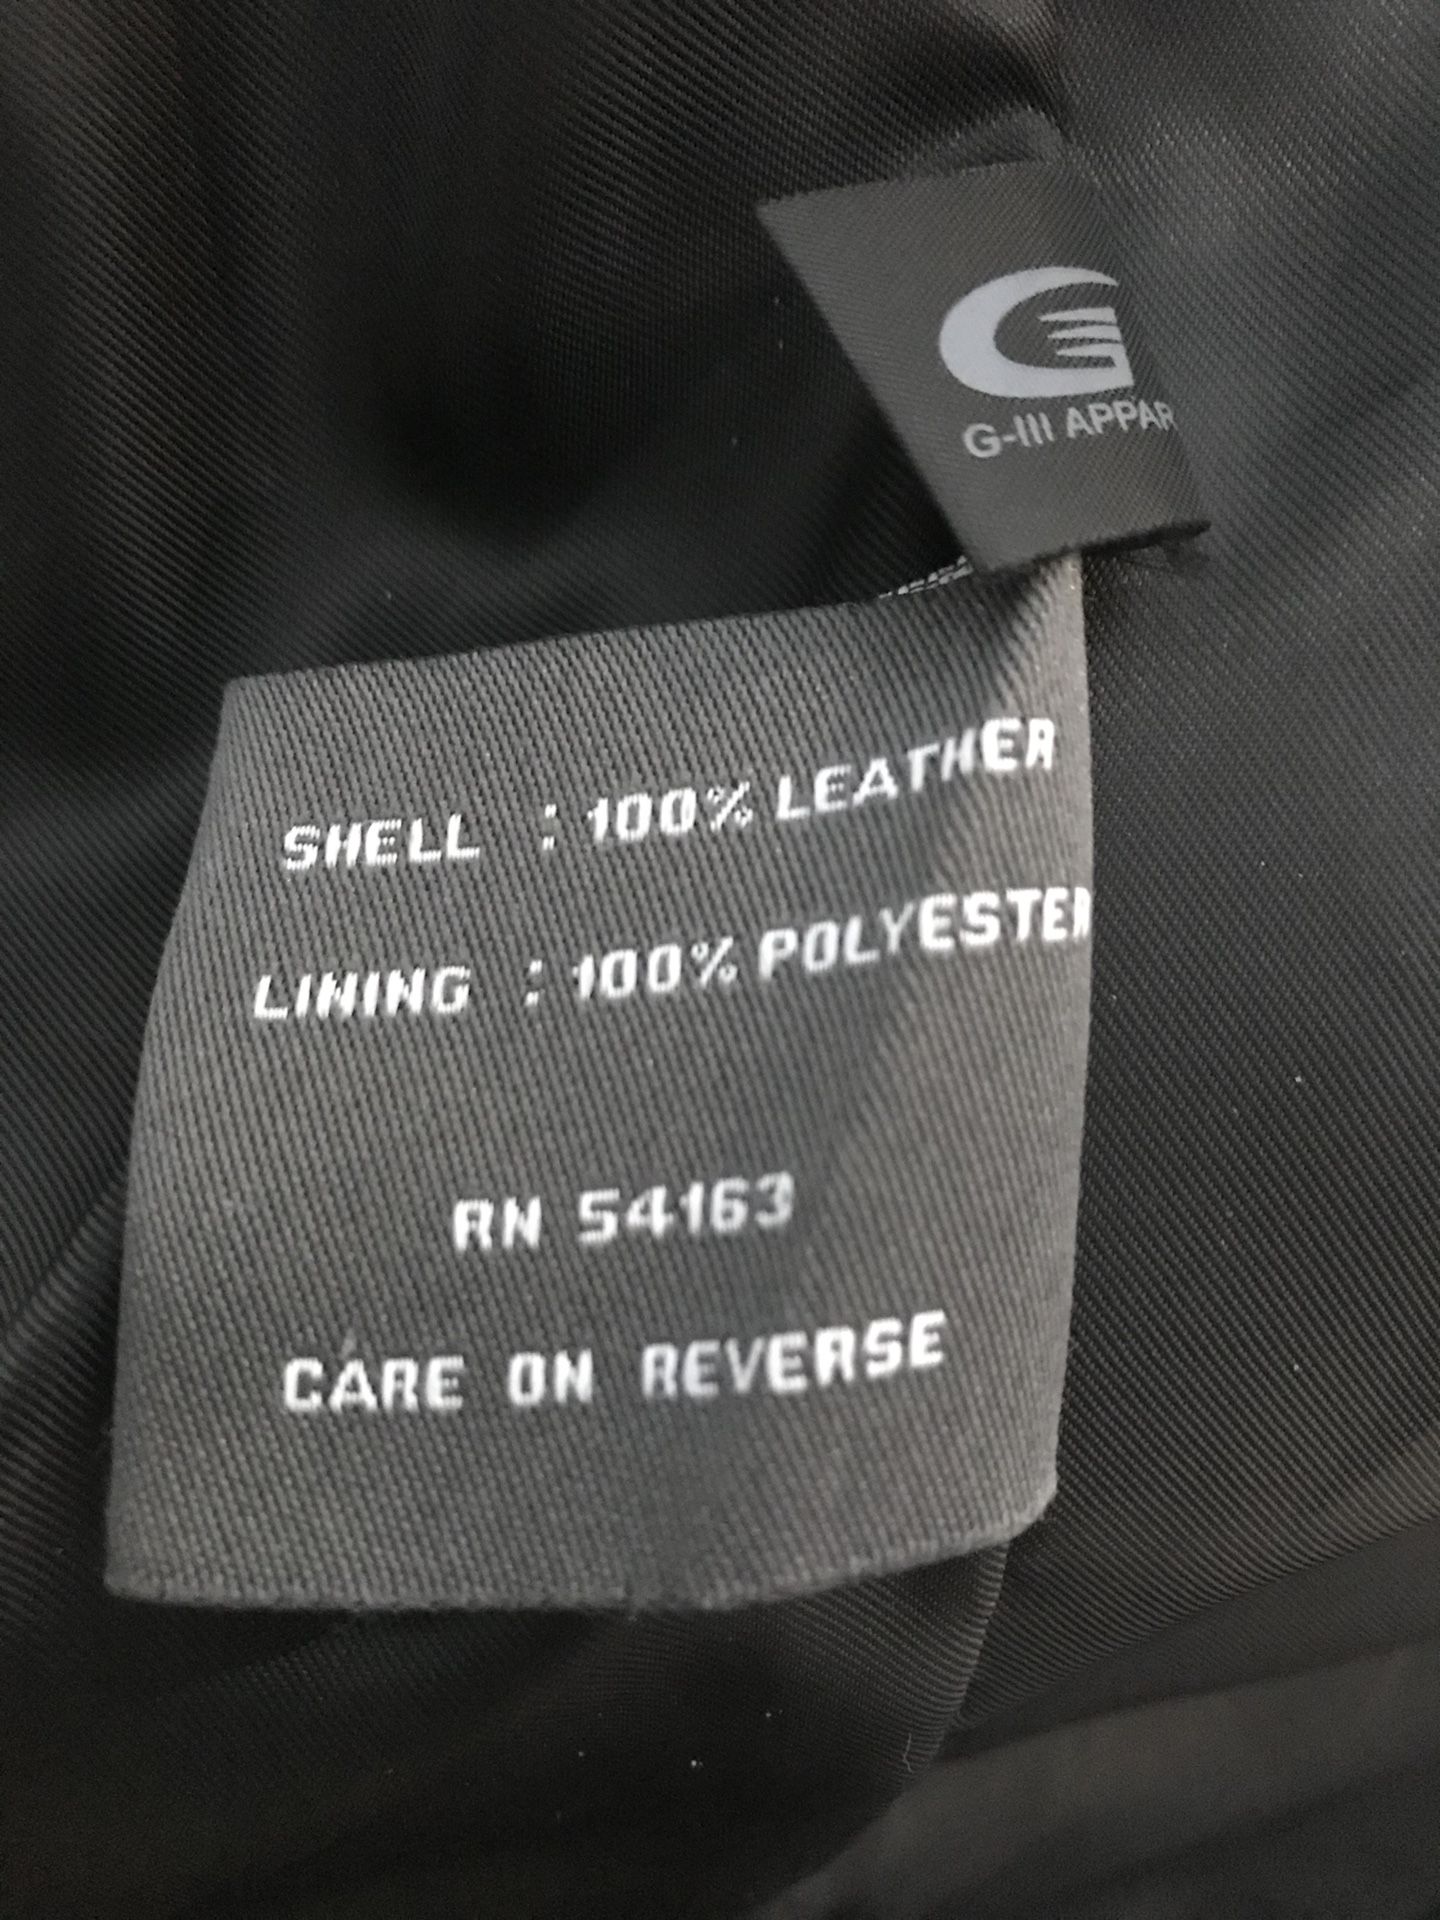 G-III APPAR
SHELL : 100% LEATHER
LINING : 100% POLYESTER
RN 54163
CARE ON REVERSE